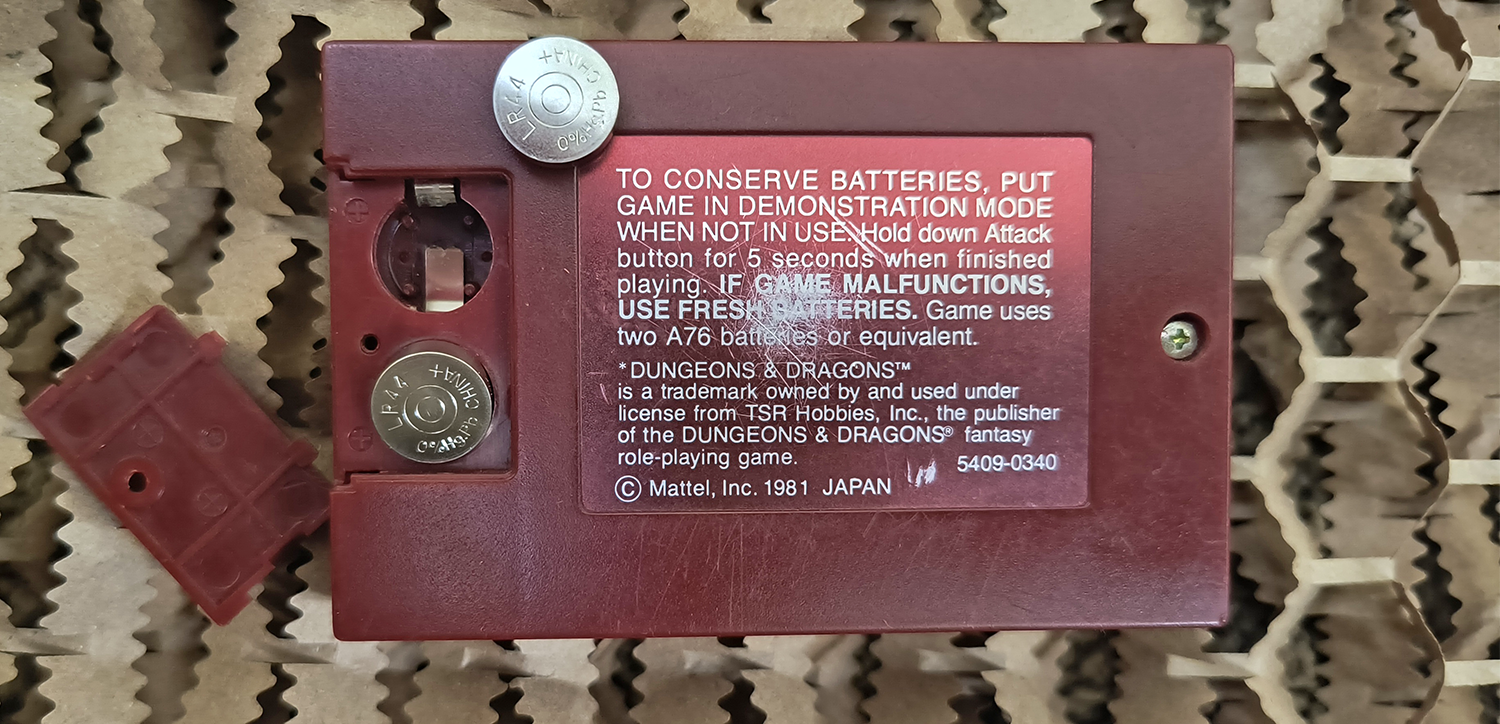 LR44 CHINA+ 0%Hg%Pb
TO CONSERVE BATTERIES, PUT
GAME IN DEMONSTRATION MODE
WHEN NOT IN USE. Hold down Attack
button for 5 seconds when finished
playing. IF GAME MALFUNCTIONS,
USE FRESH BATTERIES. Game uses
two A76 batteries or equivalent.
*DUNGEONS & DRAGONS™
is a trademark owned by and used under
license from TSR Hobbies, Inc., the publisher
of the DUNGEONS & DRAGONS® fantasy
role-playing game.
5409-0340
© Mattel, Inc. 1981 JAPAN
LR44 CHINA+ 0%Hg%Pb